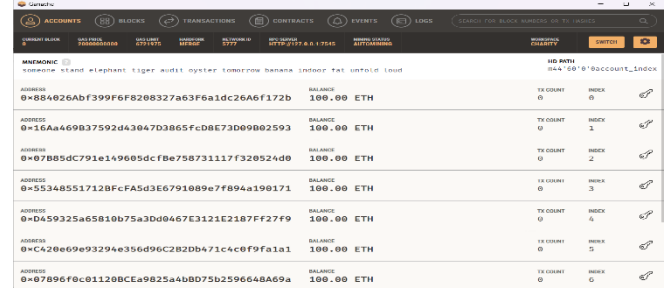 Ganache
ACCOUNTS BLOCKS TRANSACTIONS CONTRACTS EVENTS LOGS SEARCH FOR BLOCK NUMBERS OR TX HASHES
CURRENT BLOCK GAS PRICE GAS LIMIT HARDFORK NETWORK ID RPC SERVER MINING STATUS WORKSPACE
0 20000000000 6721975 MERGE 5777 HTTP://127.0.0.1:7545 AUTOMINING CHARITY SWITCH
MNEMONIC HD PATH
someone stand elephant tiger audit oyster tomorrow banana indoor fat unfold loud m44'60'0'0account_index
ADDRESS BALANCE TX COUNT INDEX
0×884026Abf399F6F8208327a63F6a1dc26A6f172b 100.00 ETH 0 0
ADDRESS BALANCE TX COUNT INDEX
0×16Aa469B37592d43047D3865fcD8E73D09B02593 100.00 ETH 0 1
ADDRESS BALANCE TX COUNT INDEX
0×07B85dC791e149605dcfBe758731117f320524d0 100.00 ETH 0 2
ADDRESS BALANCE TX COUNT INDEX
0×55348551712BFcFA5d3E6791089e7f894a190171 100.00 ETH 0 3
ADDRESS BALANCE TX COUNT INDEX
0×D459325a65810b75a3Dd0467E3121E2187Ff27f9 100.00 ETH 0 4
ADDRESS BALANCE TX COUNT INDEX
0×C420e69e93294e356d96C2B2Db471c4c0f9fa1a1 100.00 ETH 0 5
ADDRESS BALANCE TX COUNT INDEX
0×07896f0c01120BCEa9825a4bBD75b2596648A69a 100.00 ETH 0 6